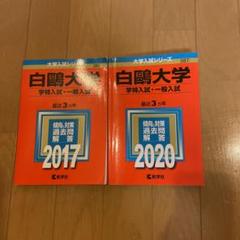 大学入試シリーズ
白鷗大学
学特入試・一般入試
最近3カ年
傾向と対策
過去問
解答
2017
教学社
大学入試シリーズ
白鷗大学
学特入試・一般入試
最近3カ年
傾向と対策
過去問
解答
2020
教学社